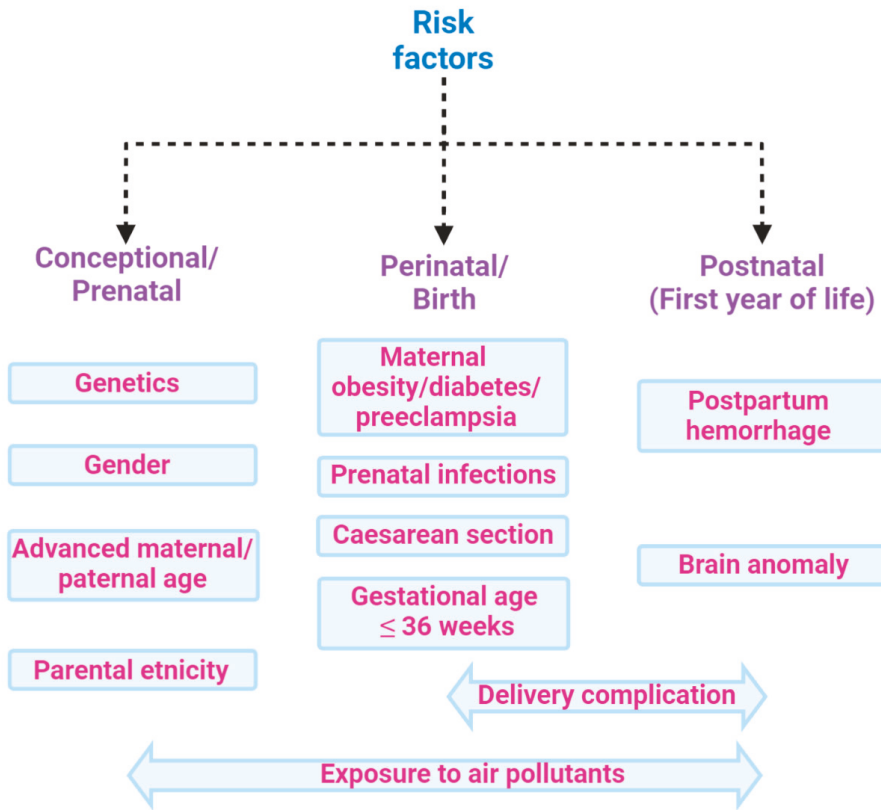 Risk
factors
Conceptional/
Prenatal
Genetics
Gender
Advanced maternal/
paternal age
Parental etnicity
Perinatal/
Birth
Maternal
obesity/diabetes/
preeclampsia
Prenatal infections
Caesarean section
Gestational age
≤ 36 weeks
Postnatal
(First year of life)
Postpartum
hemorrhage
Brain anomaly
Delivery complication
Exposure to air pollutants